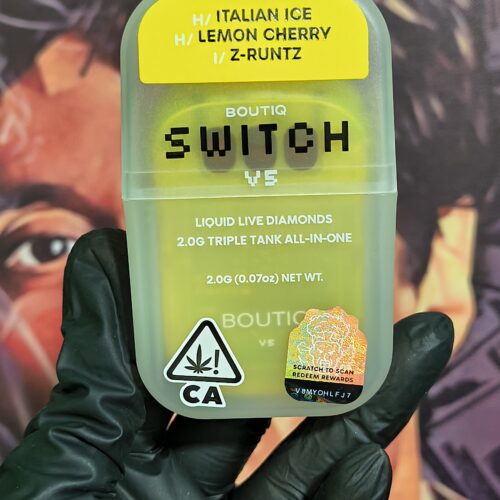 H/ ITALIAN ICE
H/ LEMON CHERRY
I/ Z-RUNTZ
BOUTIQ
SWITCH
V5
LIQUID LIVE DIAMONDS
2.0G TRIPLE TANK ALL-IN-ONE
2.0G (0.07oz) NET WT.
BOUTIQ
V5
CA
SCRATCH TO SCAN
REDEEM REWARDS
V8MYOHLFJ7